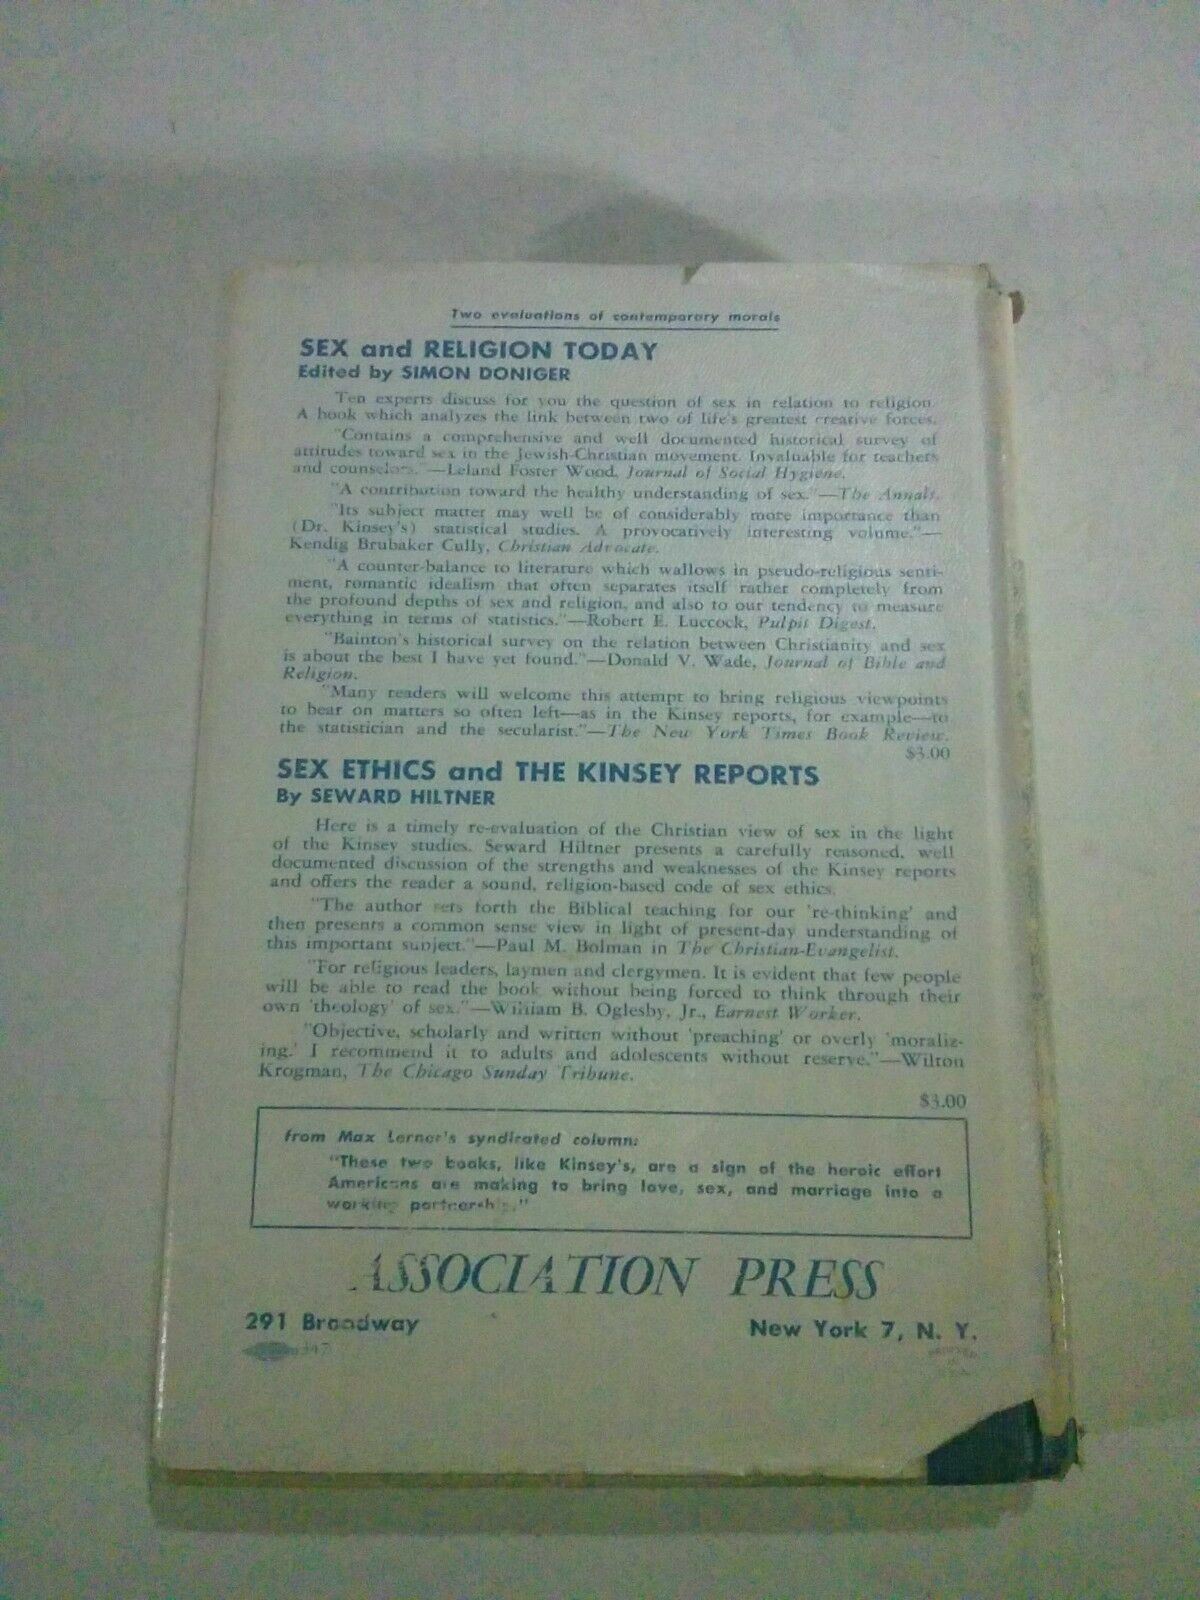 Two evaluations of contemporary morals
SEX and RELIGION TODAY
Edited by SIMON DONIGER
Ten experts discuss for you the question of sex in relation to religion.
A book which analyzes the link between two of life's greatest creative forces.
"Contains a comprehensive and well documented historical survey of
attitudes toward sex in the Jewish-Christian movement. Invaluable for teachers
and counselors."—Leland Foster Wood, Journal of Social Hygiene.
"A contribution toward the healthy understanding of sex."—The Annals.
"Its subject matter may well be of considerably more importance than
(Dr. Kinsey's) statistical studies. A provocatively interesting volume."—
Kendig Brubaker Cully, Christian Advocate.
"A counter-balance to literature which wallows in pseudo-religious senti-
ment, romantic idealism that often separates itself rather completely from
the profound depths of sex and religion, and also to our tendency to measure
everything in terms of statistics."—Robert E. Luccock, Pulpit Digest.
"Bainton's historical survey on the relation between Christianity and sex
is about the best I have yet found."—Donald V. Wade, Journal of Bible and
Religion.
"Many readers will welcome this attempt to bring religious viewpoints
to bear on matters so often left—as in the Kinsey reports, for example—to
the statistician and the secularist."—The New York Times Book Review.
$3.00
SEX ETHICS and THE KINSEY REPORTS
By SEWARD HILTNER
Here is a timely re-evaluation of the Christian view of sex in the light
of the Kinsey studies. Seward Hiltner presents a carefully reasoned, well
documented discussion of the strengths and weaknesses of the Kinsey reports
and offers the reader a sound, religion-based code of sex ethics.
"The author sets forth the Biblical teaching for our 're-thinking' and
then presents a common sense view in light of present-day understanding of
this important subject."—Paul M. Bolman in The Christian-Evangelist.
"For religious leaders, laymen and clergymen. It is evident that few people
will be able to read the book without being forced to think through their
own 'theology' of sex."—William B. Oglesby, Jr., Earnest Worker.
"Objective, scholarly and written without 'preaching' or overly 'moraliz-
ing.' I recommend it to adults and adolescents without reserve."—Wilton
Krogman, The Chicago Sunday Tribune.
$3.00
from Max Lerner's syndicated column:
"These two books, like Kinsey's, are a sign of the heroic effort
Americans are making to bring love, sex, and marriage into a
working partnership."
ASSOCIATION PRESS
291 Broadway
New York 7, N. Y.
347
PRINTED
IN
U.S.A.